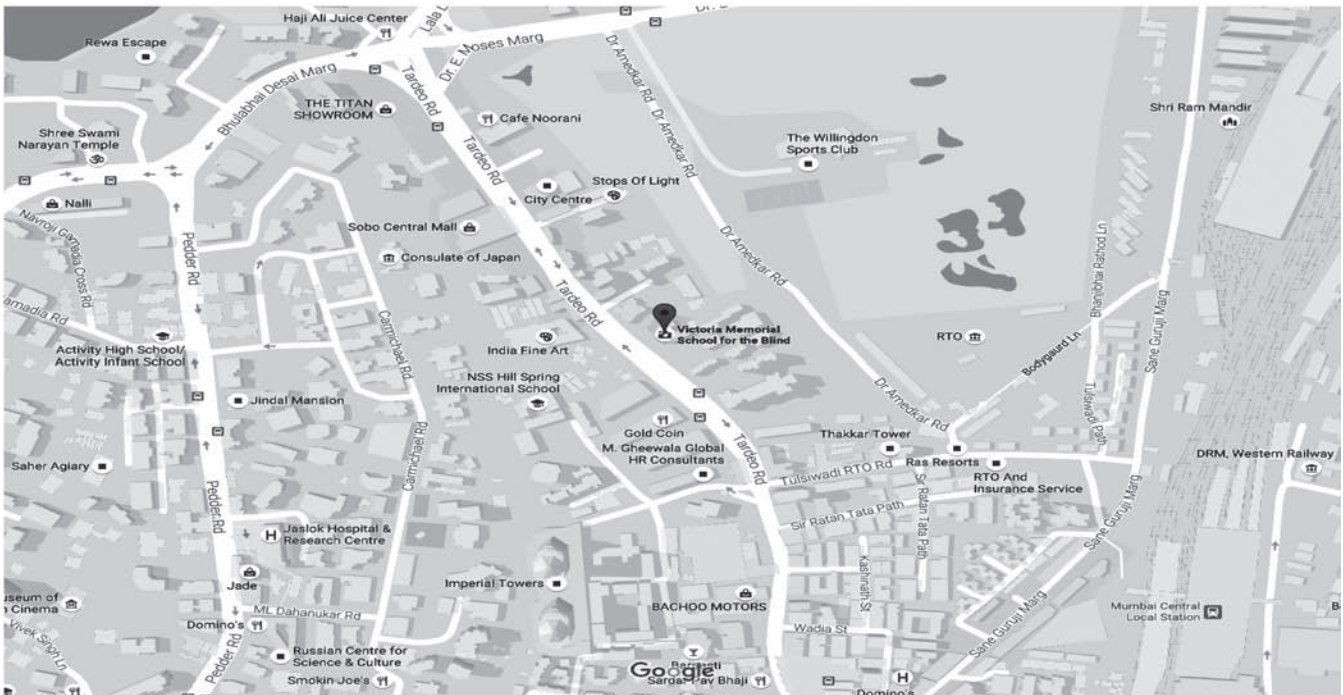 Haji Ali Juice Center
Lala L
Dr. E. Moses Marg
Rewa Escape
Bhulabhai Desai Marg
Tardeo Rd
Dr Amedkar Rd
THE TITAN
SHOWROOM
Cafe Noorani
Dr Amedkar Rd
The Willingdon
Sports Club
Shri Ram Mandir
Shree Swami
Narayan Temple
Tardeo Rd
Stops Of Light
City Centre
Nalli
Navroji Gamadia Cross Rd
Pedder Rd
Sobo Central Mall
Consulate of Japan
Dr Amedkar Rd
Bhanjibhai Rathod Ln
Tardeo Rd
amadia Rd
Carmichael Rd
Victoria Memorial
School for the Blind
RTO
Bodygaurd Ln
Sane Guruji Marg
Activity High School/
Activity Infant School
India Fine Art
NSS Hill Spring
International School
Jindal Mansion
Dr Amedkar Rd
Tulsiwadi Path
Gold Coin
M. Gheewala Global
HR Consultants
Tardeo Rd
Thakkar Tower
Ras Resorts
Carmichael Rd
Saher Agiary
Tulsiwadi RTO Rd
RTO And
Insurance Service
DRM, Western Railway
Pedder Rd
Sir Ratan Tata Path
Sir Ratan Tata Path
Sane Guruji Marg
Jaslok Hospital &
Research Centre
Kashinath St
Jade
Imperial Towers
BACHOO MOTORS
useum of
n Cinema
ML Dahanukar Rd
Mumbai Central
Local Station
B
Vivek Singh Ln
Domino's
Pedder Rd
Wadia St
Sane Guruji Marg
Russian Centre for
Science & Culture
Google
Smokin Joe's
Sardar Pav Bhaji
Domino's